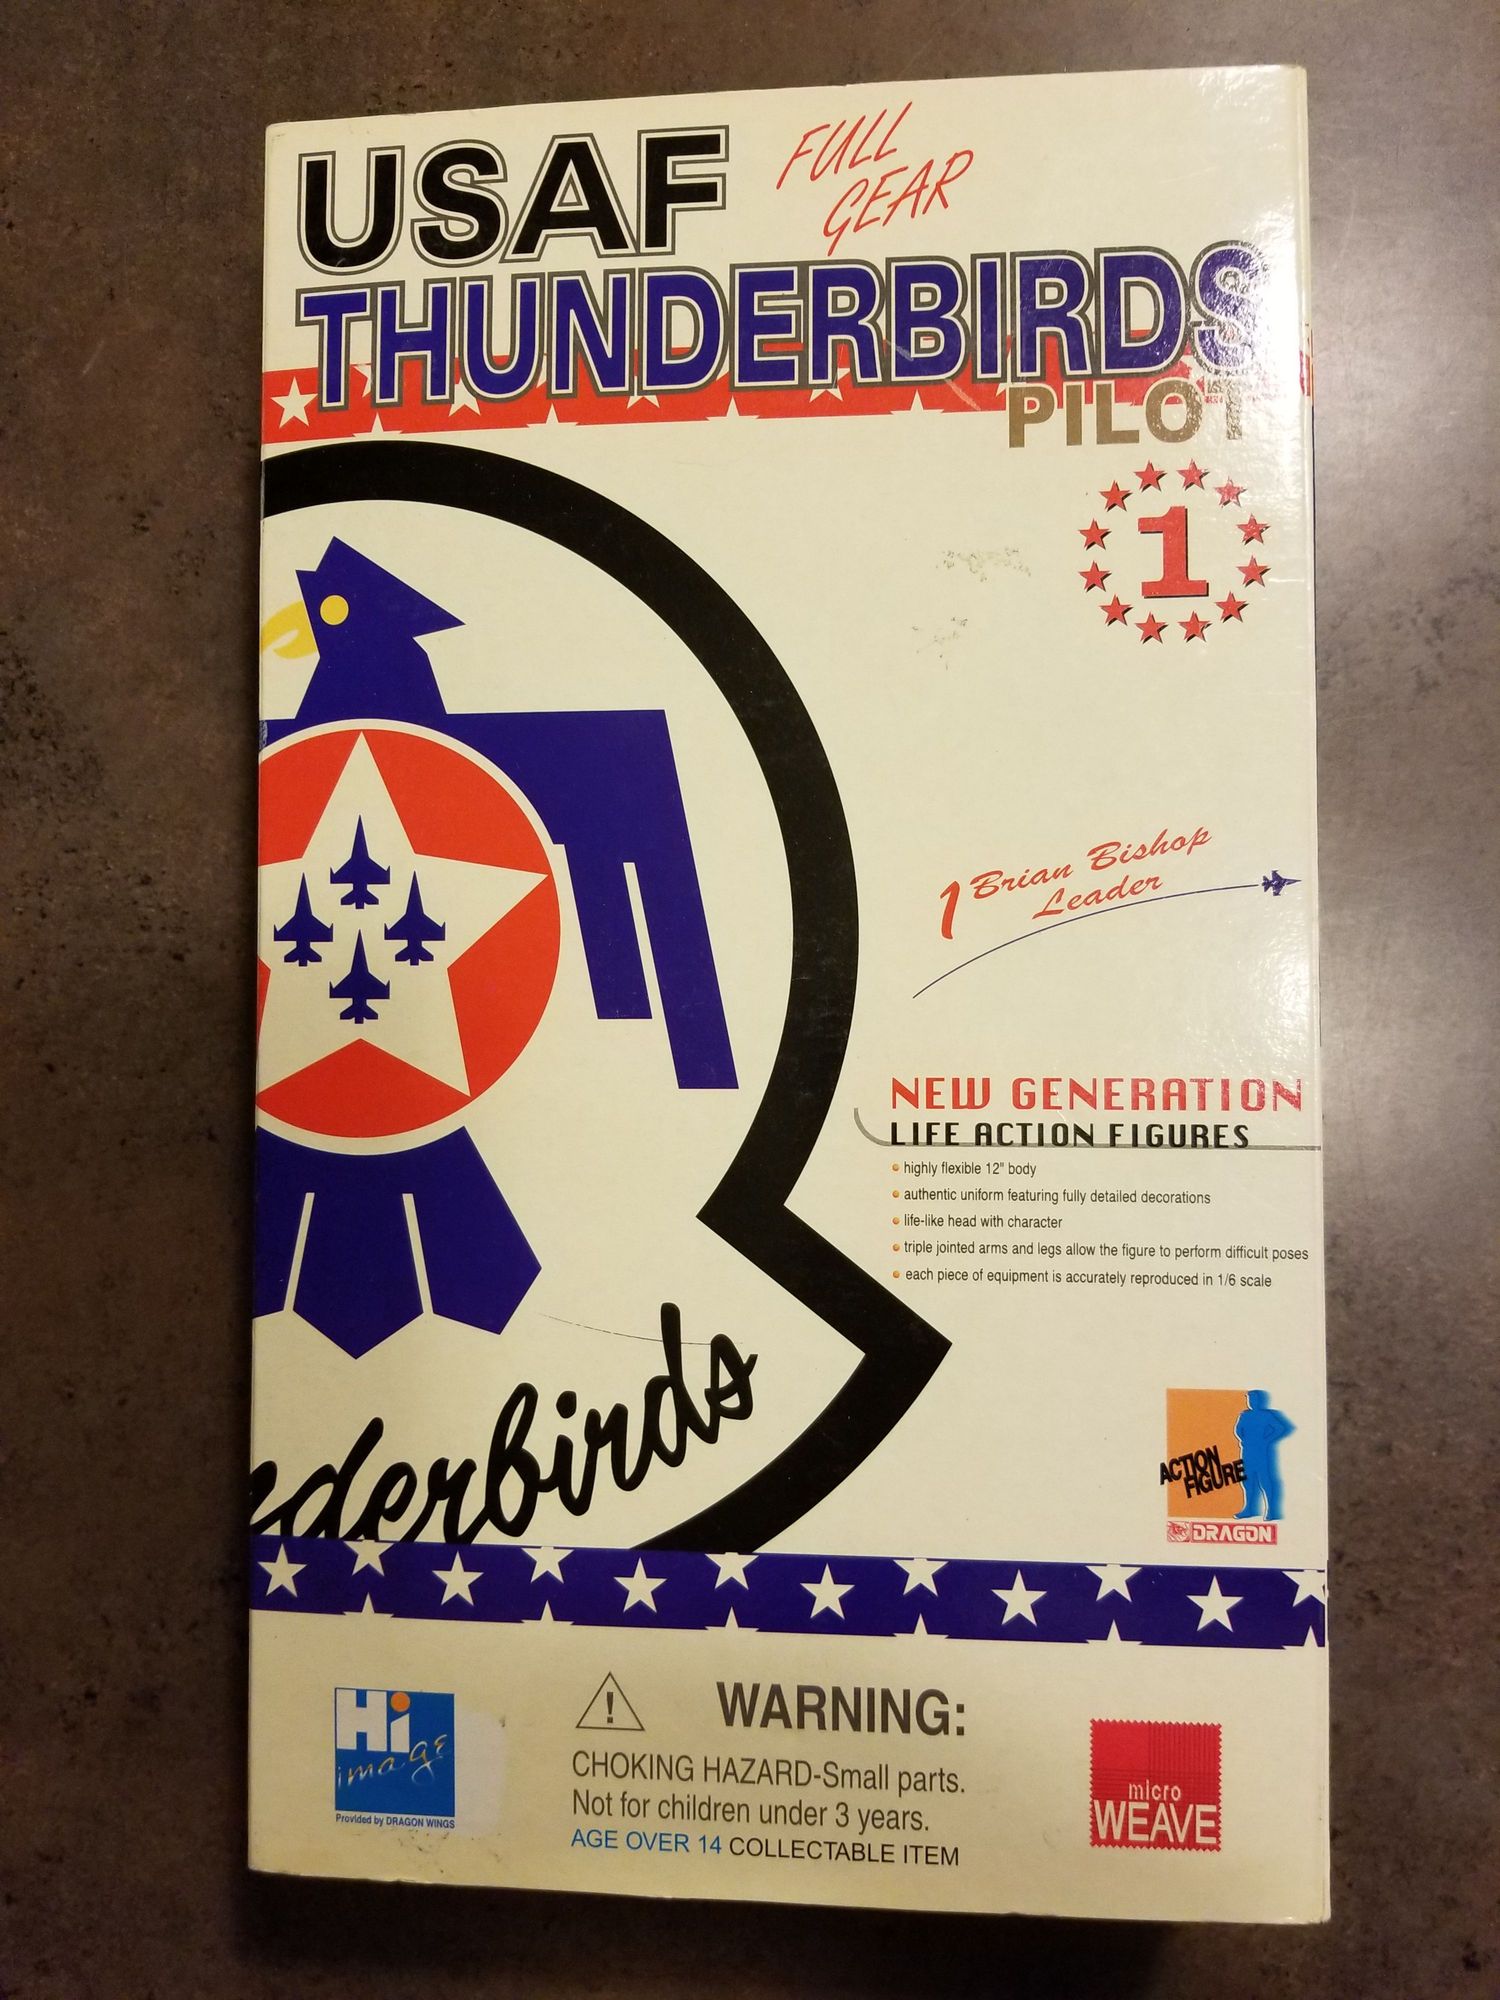 USAF
FULL
GEAR
THUNDERBIRDS
PILOT
1
1 Brian Bishop
Leader
NEW GENERATION
LIFE ACTION FIGURES
• highly flexible 12" body
• authentic uniform featuring fully detailed decorations
• life-like head with character
• triple jointed arms and legs allow the figure to perform difficult poses
• each piece of equipment is accurately reproduced in 1/6 scale
derbirds
ACTION
FIGURE
DRAGON
Hi
image
Provided by DRAGON WINGS
! WARNING:
CHOKING HAZARD-Small parts.
Not for children under 3 years.
AGE OVER 14 COLLECTABLE ITEM
micro
WEAVE